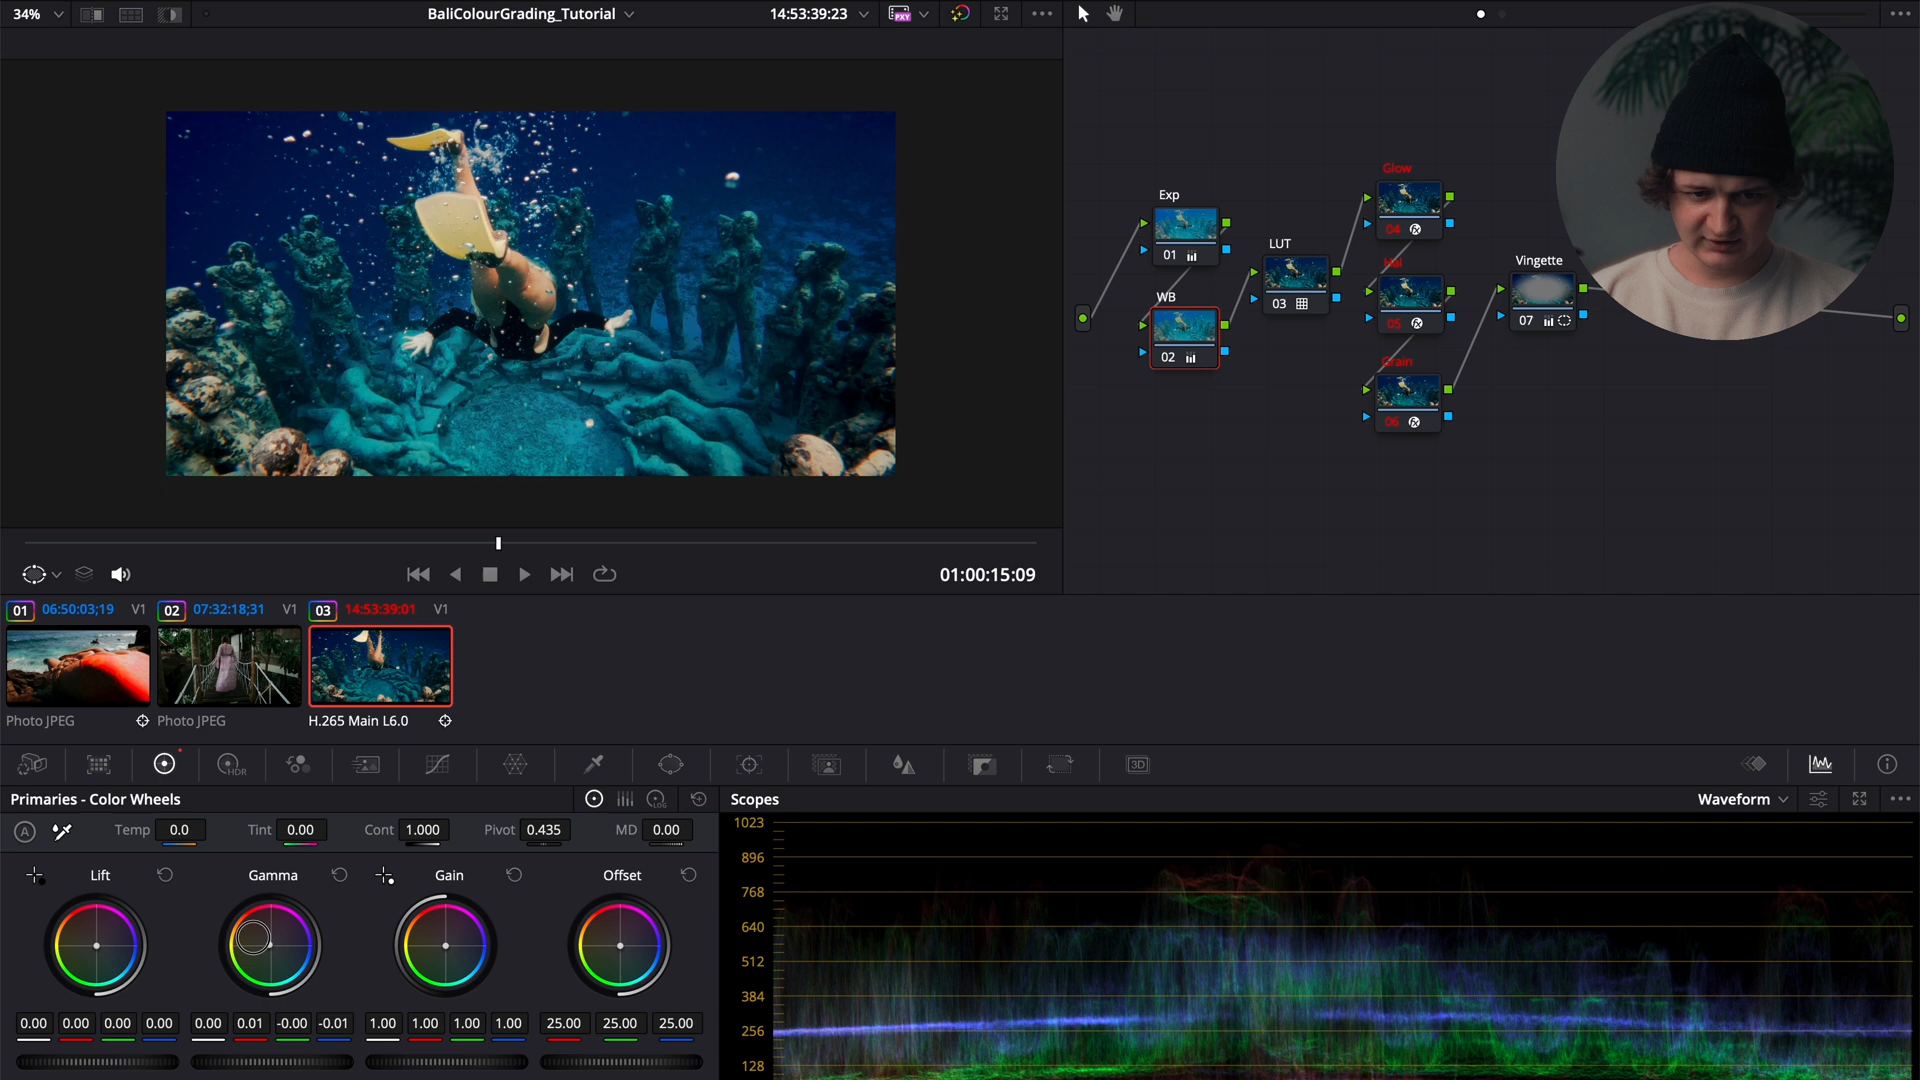 34%
BaliColourGrading_Tutorial
14:53:39:23
PXY
Exp
01
WB
02
LUT
03
Glow
04
Hal
05
Grain
06
Vingette
07
01:00:15:09
01 06:50:03;19 V1
02 07:32:18;31 V1
03 14:53:39:01 V1
Photo JPEG
Photo JPEG
H.265 Main L6.0
HDR
3D
Primaries - Color Wheels
LOG
Scopes
Waveform
A
Temp 0.0
Tint 0.00
Cont 1.000
Pivot 0.435
MD 0.00
Lift
Gamma
Gain
Offset
0.00 0.00 0.00 0.00
0.00 0.01 -0.00 -0.01
1.00 1.00 1.00 1.00
25.00 25.00 25.00
1023
896
768
640
512
384
256
128